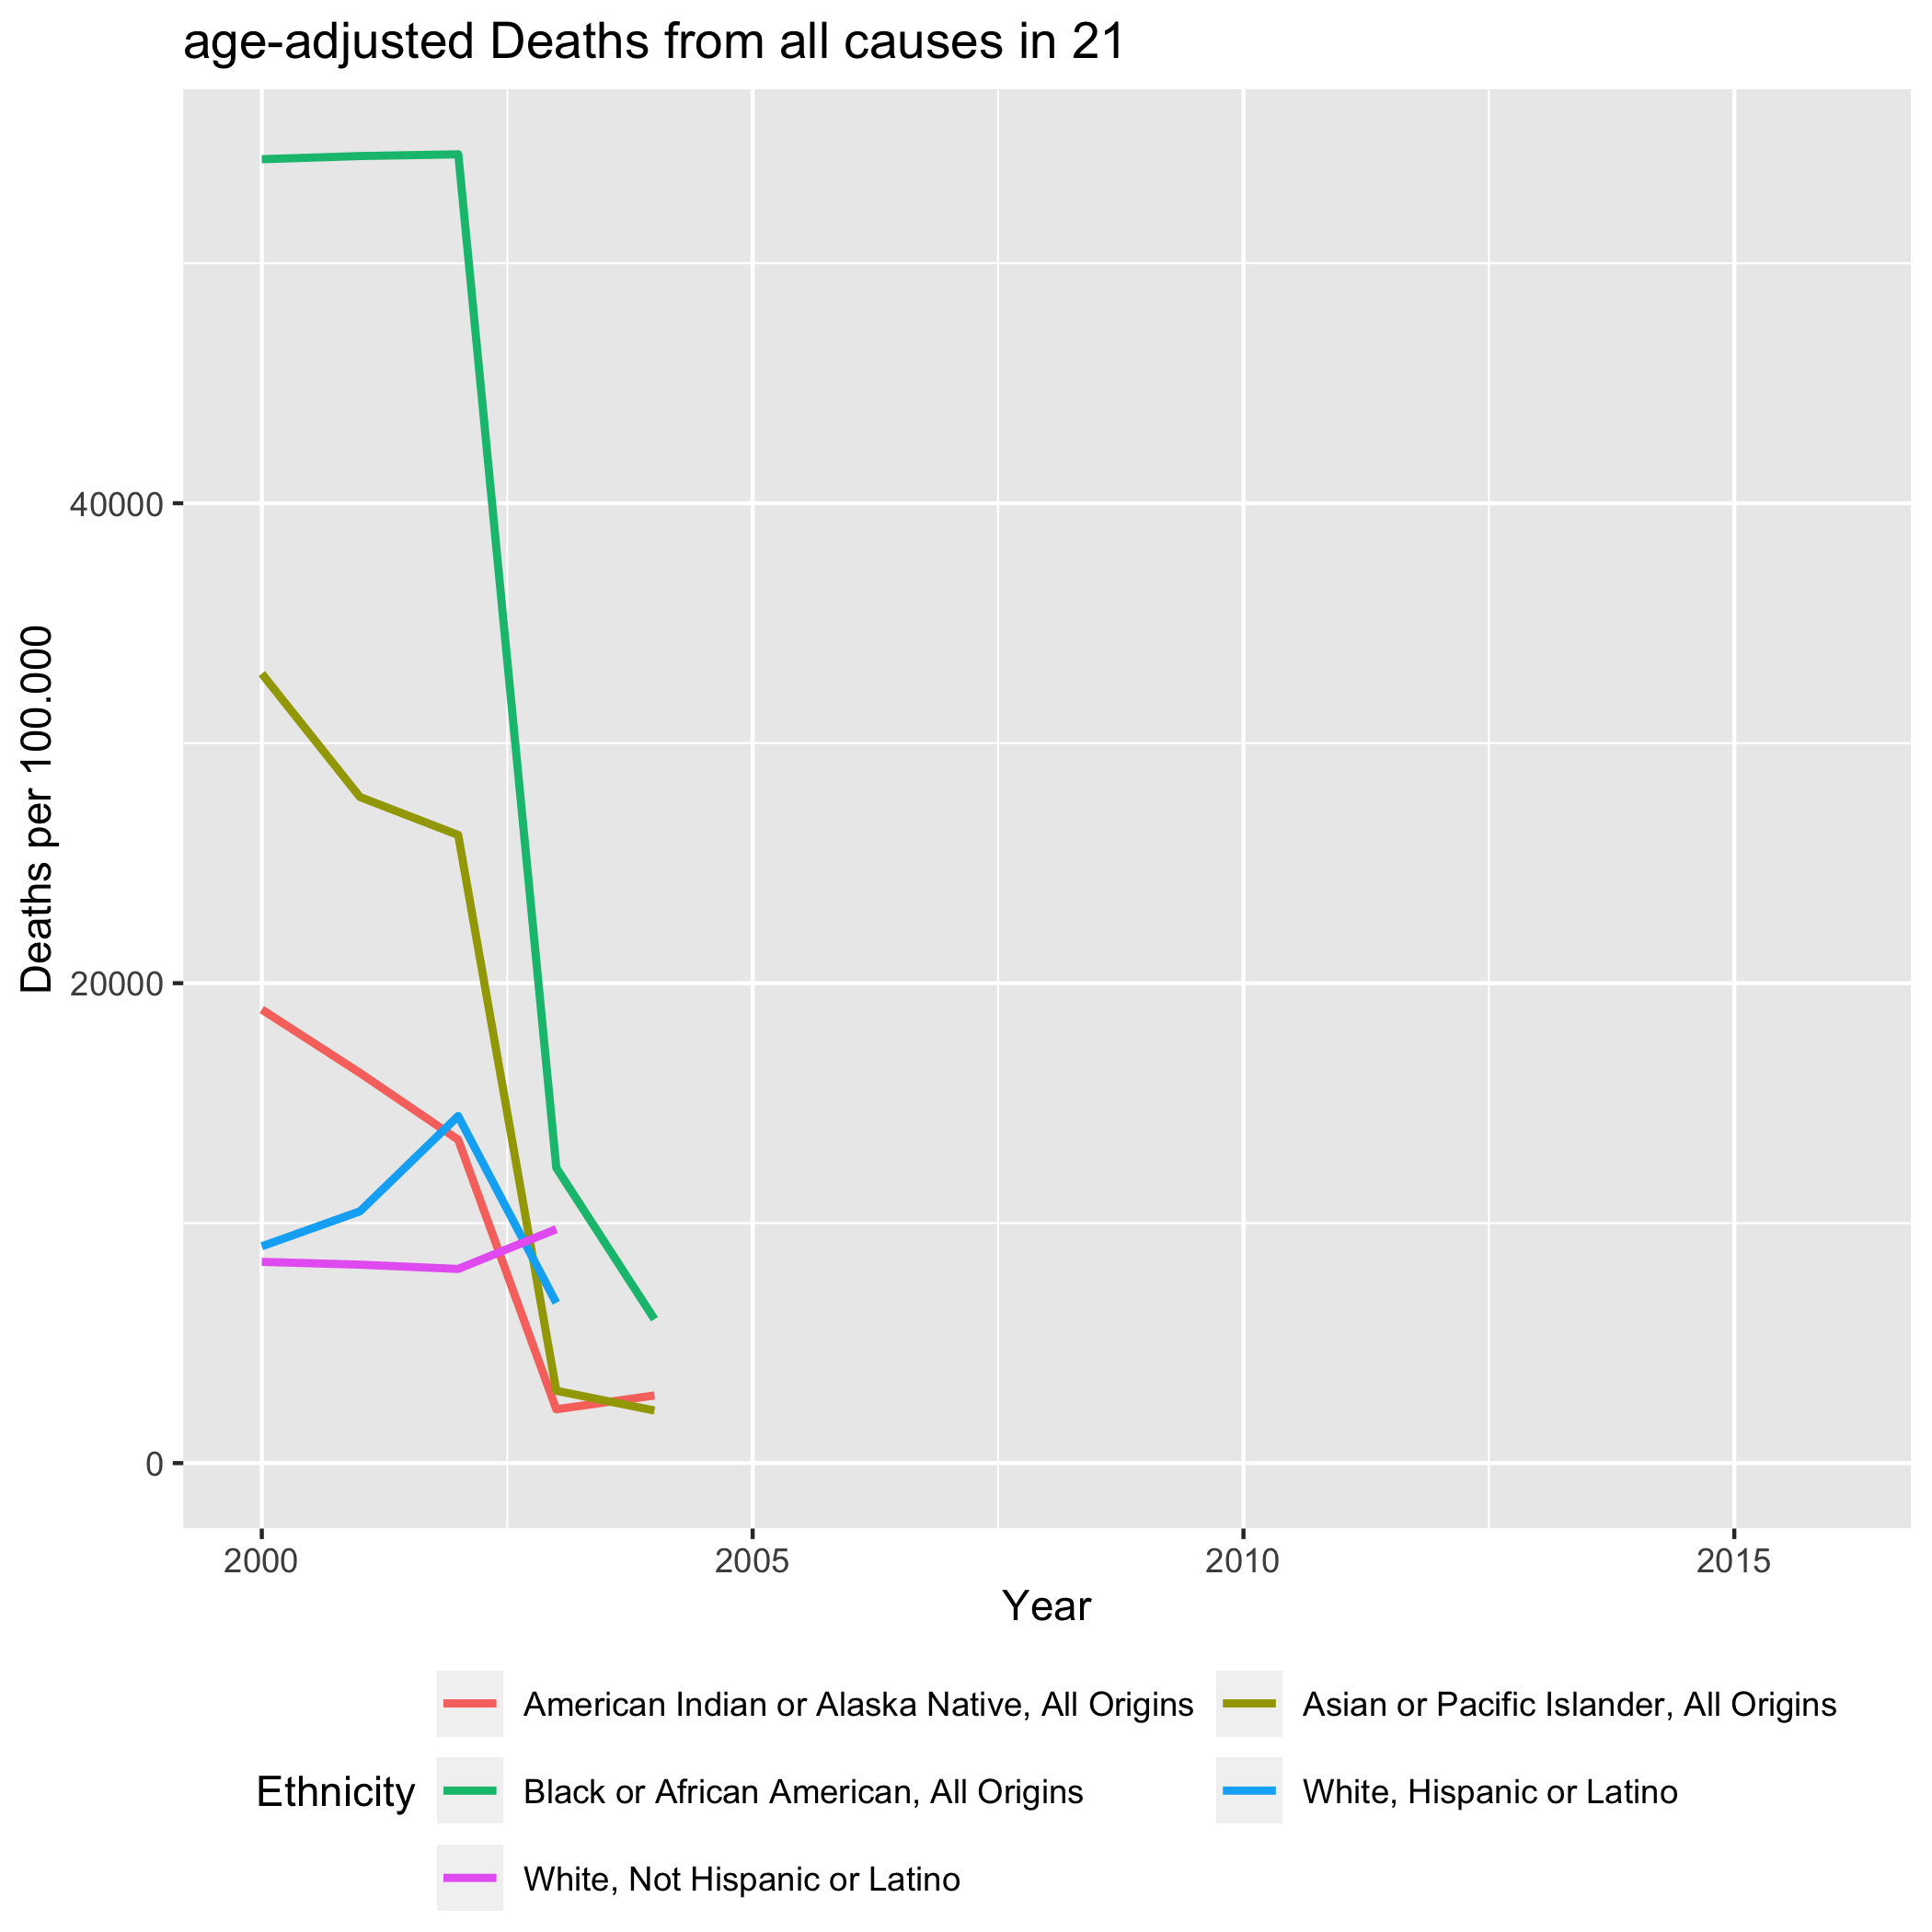 age-adjusted Deaths from all causes in 21
Deaths per 100.000
40000
20000
0
2000 2005 2010 2015
Year
Ethnicity
American Indian or Alaska Native, All Origins
Asian or Pacific Islander, All Origins
Black or African American, All Origins
White, Hispanic or Latino
White, Not Hispanic or Latino